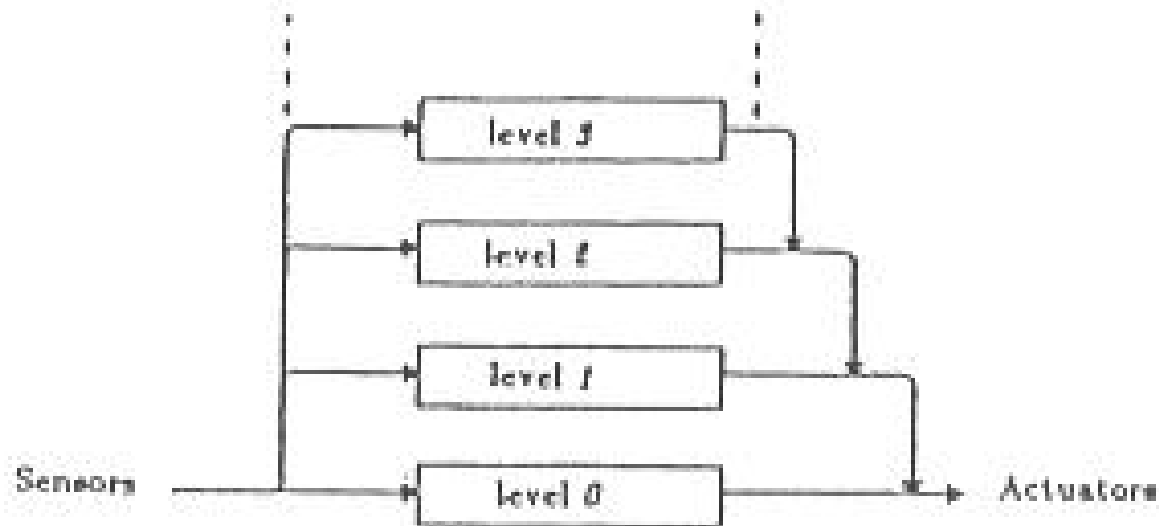 level 3
level 2
level 1
Sensors
level 0
Actuators